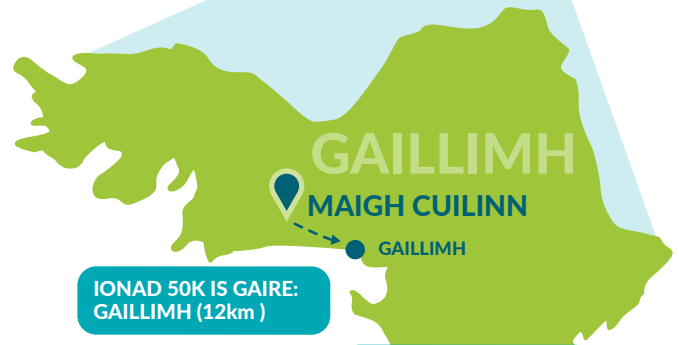 GAILLIMH
MAIGH CUILINN
GAILLIMH
IONAD 50K IS GAIRE:
GAILLIMH (12km )